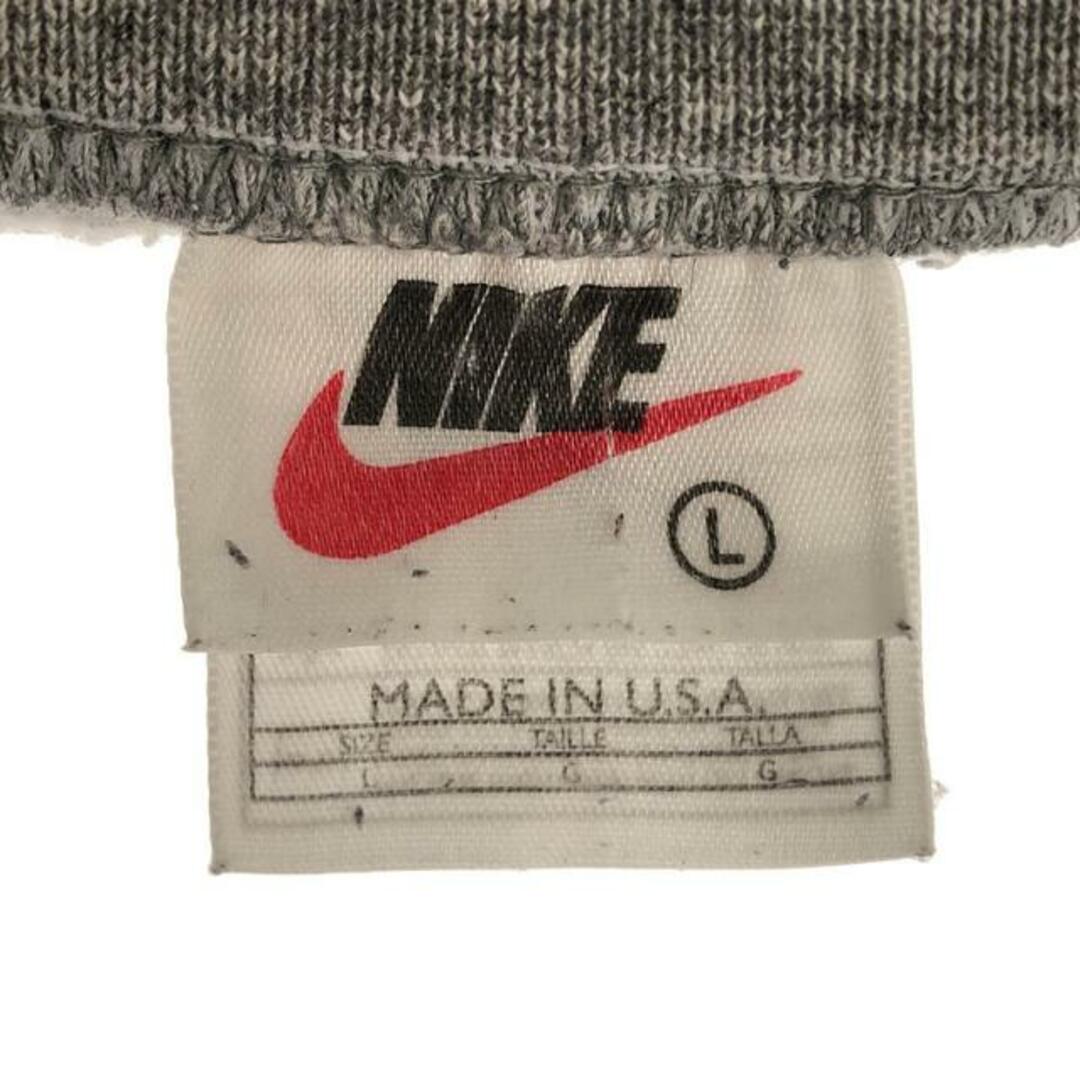 NIKE
L
MADE IN U.S.A.
SIZE TAILLE TALLA
L G G